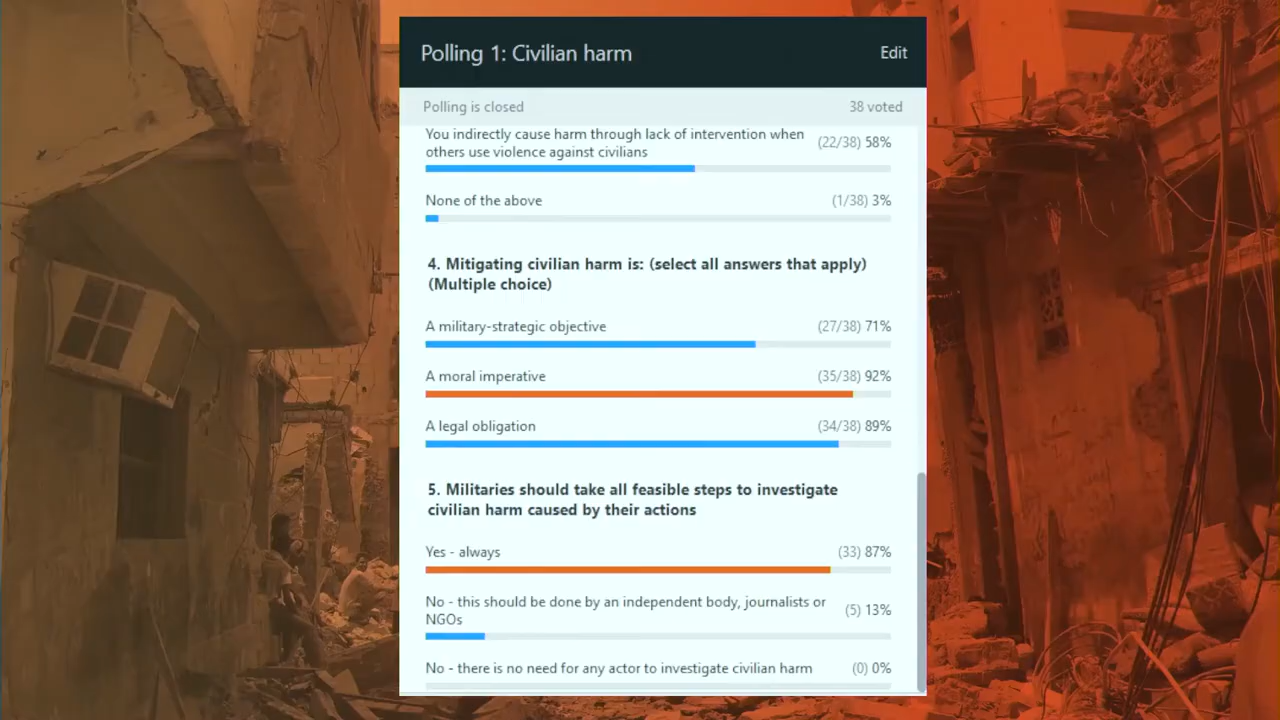 Polling 1: Civilian harm
Edit
Polling is closed
38 voted
You indirectly cause harm through lack of intervention when
others use violence against civilians
(22/38) 58%
None of the above
(1/38) 3%
4. Mitigating civilian harm is: (select all answers that apply)
(Multiple choice)
A military-strategic objective
(27/38) 71%
A moral imperative
(35/38) 92%
A legal obligation
(34/38) 89%
5. Militaries should take all feasible steps to investigate
civilian harm caused by their actions
Yes - always
(33) 87%
No - this should be done by an independent body, journalists or
NGOs
(5) 13%
No - there is no need for any actor to investigate civilian harm
(0) 0%